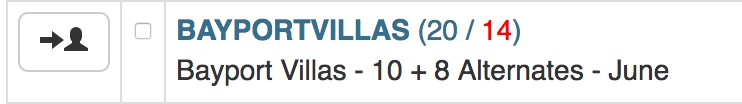 BAYPORTVILLAS (20 / 14)
Bayport Villas - 10 + 8 Alternates - June